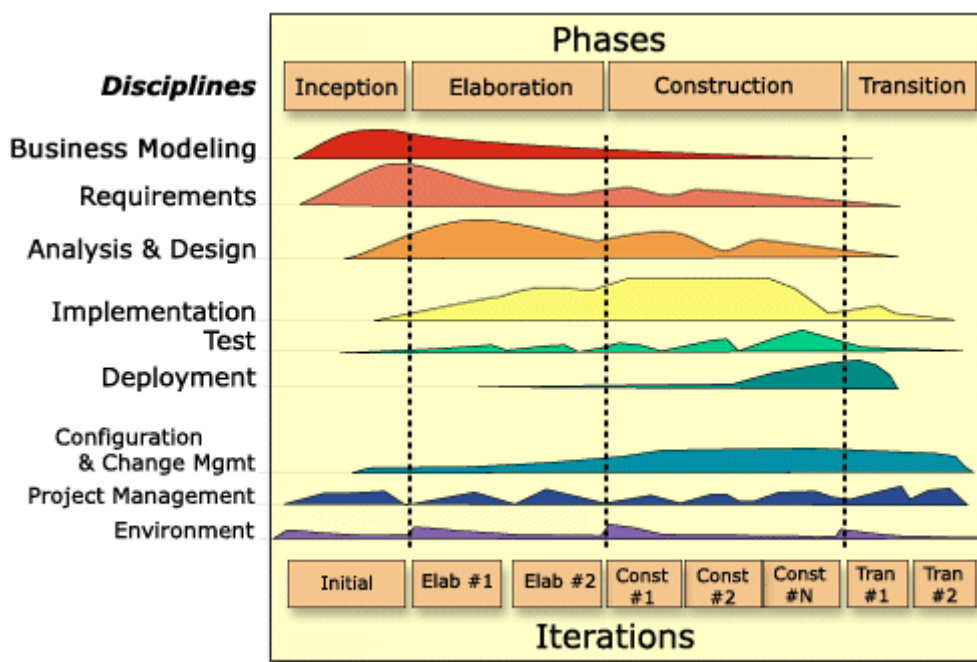 Phases
Disciplines
Inception
Elaboration
Construction
Transition
Business Modeling
Requirements
Analysis & Design
Implementation
Test
Deployment
Configuration
& Change Mgmt
Project Management
Environment
Initial
Elab #1
Elab #2
Const
#1
Const
#2
Const
#N
Tran
#1
Tran
#2
Iterations